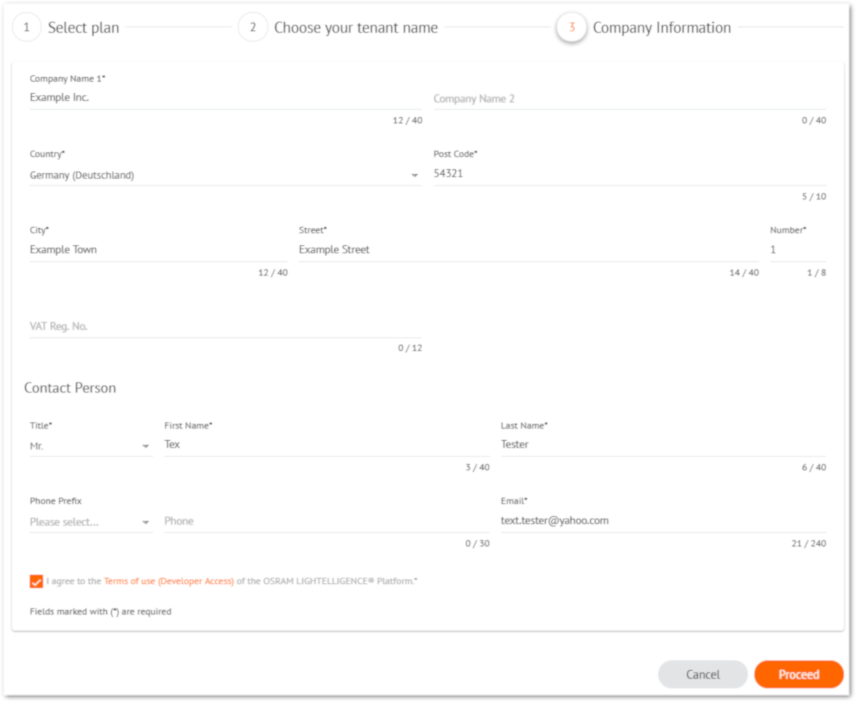 1 Select plan 2 Choose your tenant name 3 Company Information
Company Name 1*
Example Inc. Company Name 2
12 / 40 0 / 40
Country* Post Code*
Germany (Deutschland) 54321
5 / 10
City* Street* Number*
Example Town Example Street 1
12 / 40 14 / 40 1 / 8
VAT Reg. No.
0 / 12
Contact Person
Title* First Name* Last Name*
Mr. Tex Tester
3 / 40 6 / 40
Phone Prefix Email*
Please select... Phone text.tester@yahoo.com
0 / 30 21 / 240
I agree to the Terms of use (Developer Access) of the OSRAM LIGHTELLIGENCE® Platform.*
Fields marked with (*) are required
Cancel Proceed